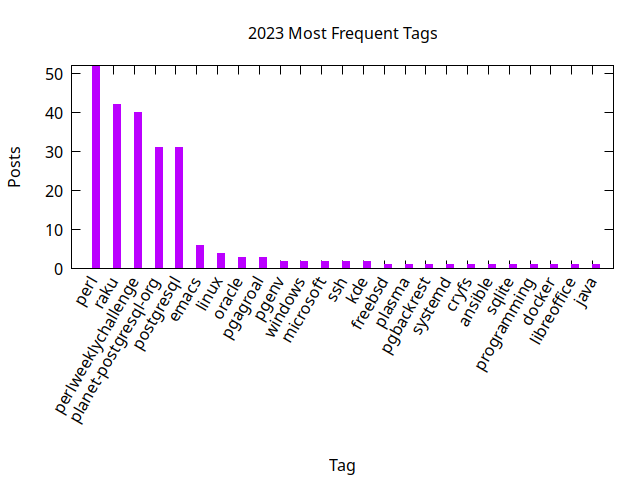 2023 Most Frequent Tags
Posts
50
40
30
20
10
0
perl
raku
perlweeklychallenge
planet-postgresql-org
postgresql
emacs
linux
oracle
pgagroal
pgenv
windows
microsoft
ssh
kde
freebsd
plasma
pgbackrest
systemd
cryfs
ansible
sqlite
programming
docker
libreoffice
java
Tag